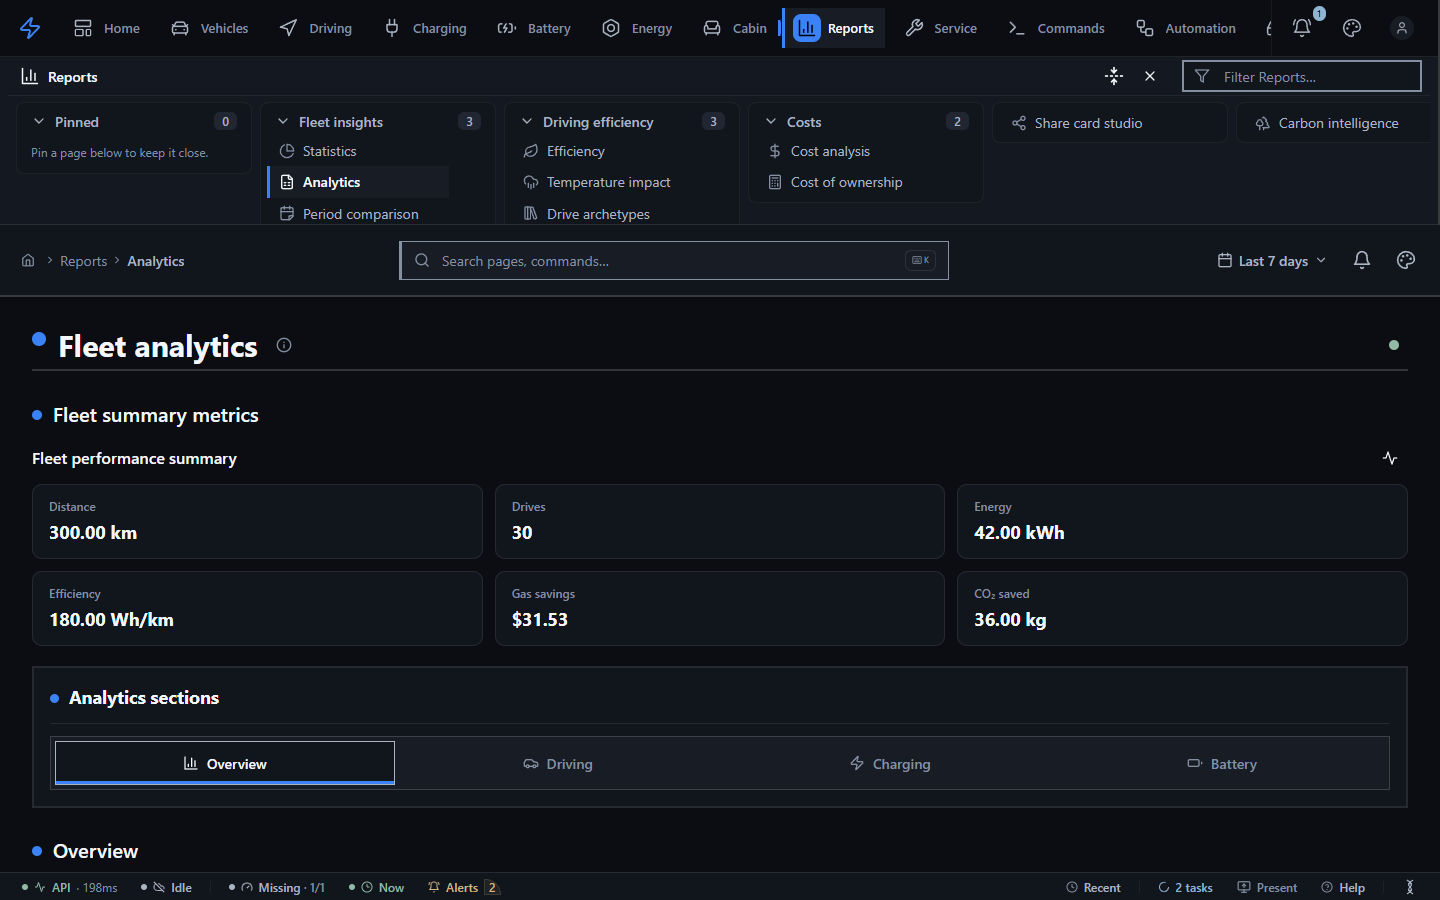 Home Vehicles Driving Charging Battery Energy Cabin Reports Service Commands Automation 1
Reports Filter Reports...
Pinned 0
Pin a page below to keep it close.
Fleet insights 3
Statistics
Analytics
Period comparison
Driving efficiency 3
Efficiency
Temperature impact
Drive archetypes
Costs 2
Cost analysis
Cost of ownership
Share card studio
Carbon intelligence
Reports Analytics Search pages, commands... K Last 7 days
Fleet analytics
Fleet summary metrics
Fleet performance summary
Distance
300.00 km
Drives
30
Energy
42.00 kWh
Efficiency
180.00 Wh/km
Gas savings
$31.53
CO₂ saved
36.00 kg
Analytics sections
Overview Driving Charging Battery
Overview
API · 198ms Idle Missing · 1/1 Now Alerts 2 Recent 2 tasks Present Help